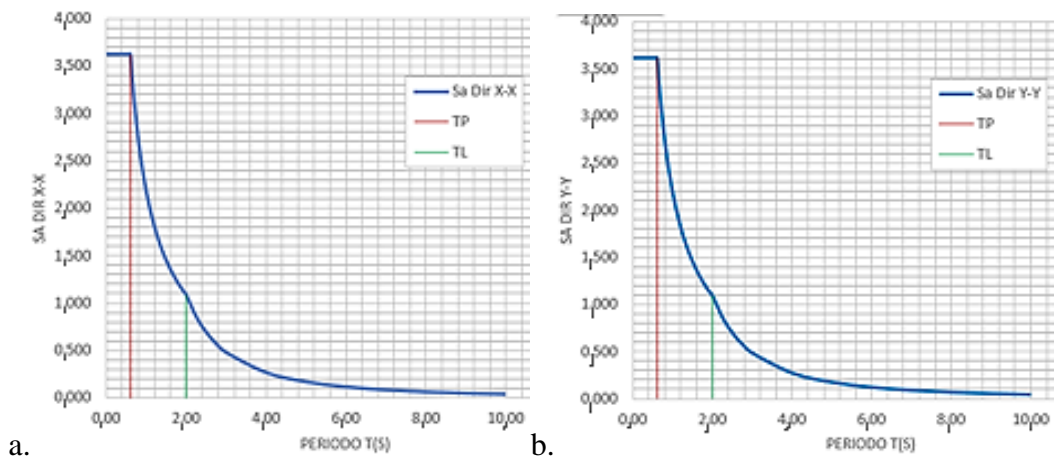 4,000
3,500
3,000
2,500
2,000
1,500
1,000
0,500
0,000
0,00 2,00 4,00 6,00 8,00 10,00
SA DIR X-X
PERIODO T(S)
Sa Dir X-X
TP
TL
a.
4,000
3,500
3,000
2,500
2,000
1,500
1,000
0,500
0,000
0,00 2,00 4,00 6,00 8,00 10,00
SA DIR Y-Y
PERIODO T(S)
Sa Dir Y-Y
TP
TL
b.